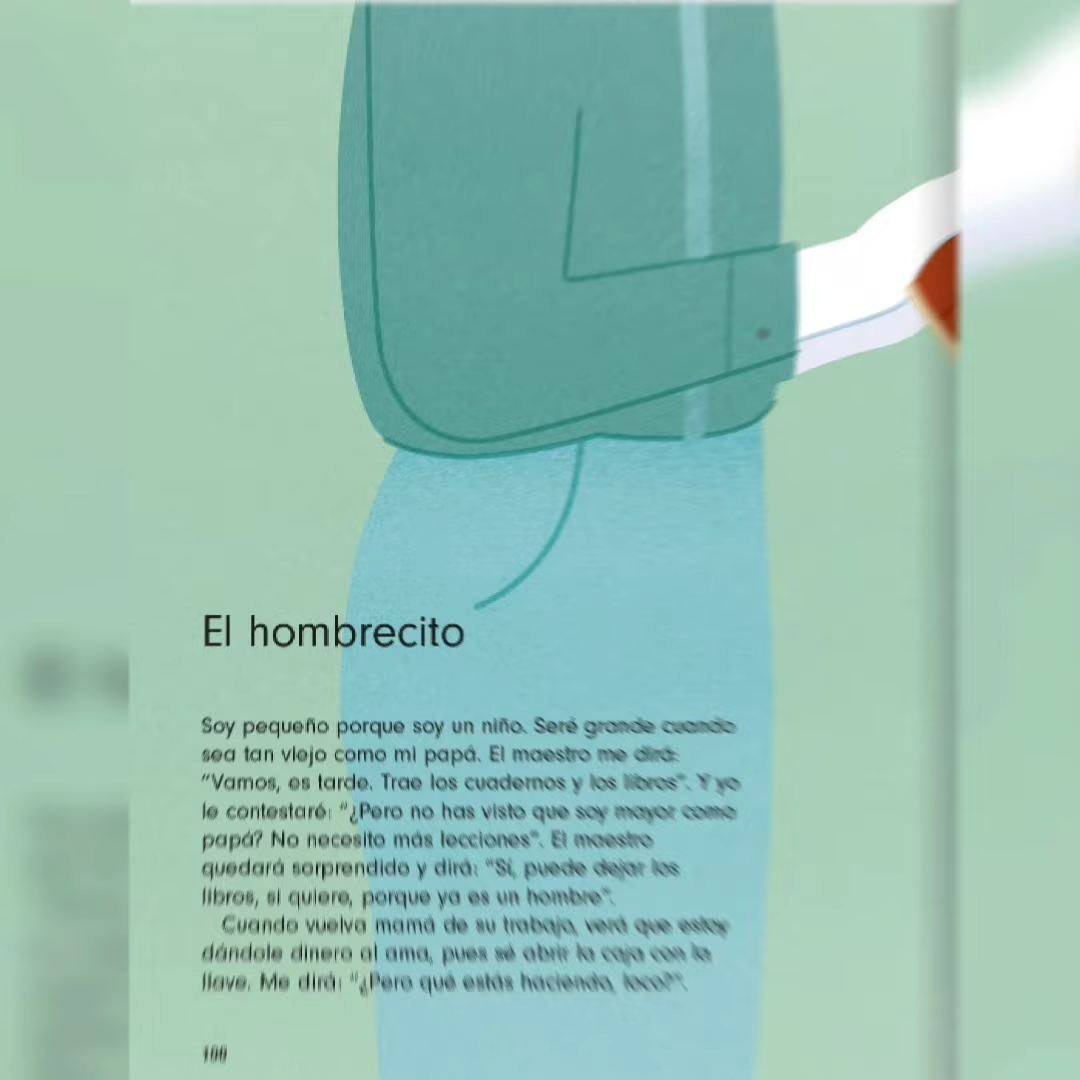 El hombrecito
Soy pequeño porque soy un niño. Seré grande cuando
sea tan viejo como mi papá. El maestro me dirá:
"Vamos, es tarde. Trae los cuadernos y los libros". Y yo
le contestaré: "¿Pero no has visto que soy mayor como
papá? No necesito más lecciones". El maestro
quedará sorprendido y dirá: "Sí, puede dejar los
libros, si quiere, porque ya es un hombre".
Cuando vuelva mamá de su trabajo, verá que estoy
dándole dinero al ama, pues sé abrir la caja con la
llave. Me dirá: "¿Pero qué estás haciendo, loco?".
100